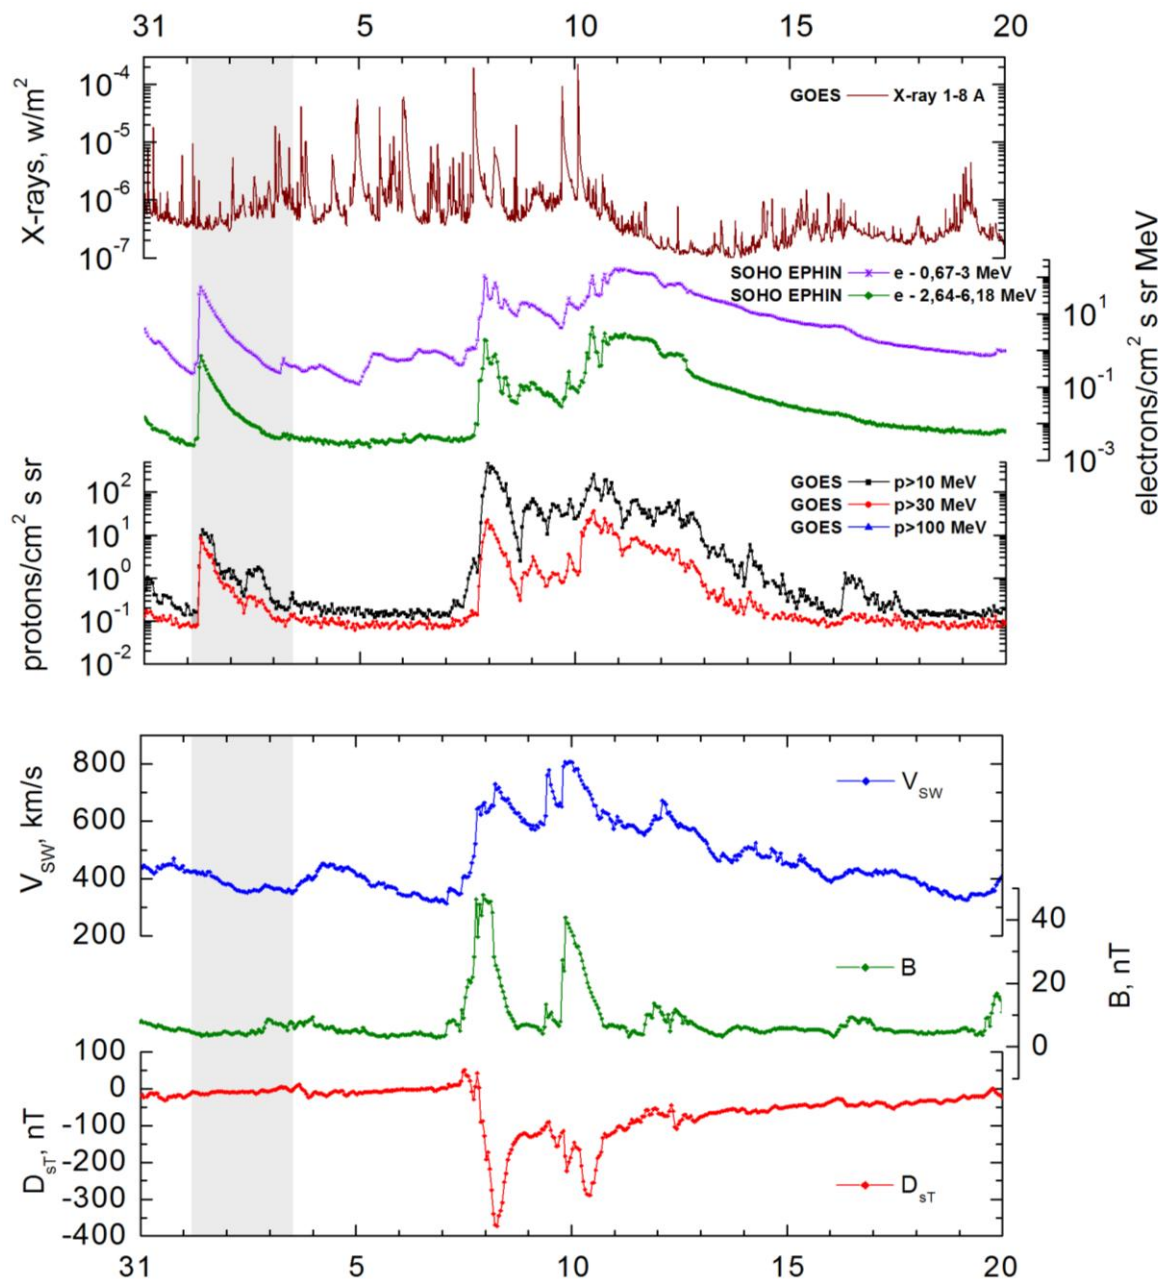 31 5 10 15 20
X-rays, w/m²
10⁻⁴
10⁻⁵
10⁻⁶
10⁻⁷
GOES X-ray 1-8 A
SOHO EPHIN e - 0,67-3 MeV
SOHO EPHIN e - 2,64-6,18 MeV
10¹
10⁻¹
10⁻³
electrons/cm² s sr MeV
protons/cm² s sr
10²
10¹
10⁰
10⁻¹
10⁻²
GOES p>10 MeV
GOES p>30 MeV
GOES p>100 MeV
V_SW, km/s
800
600
400
200
V_SW
B
40
20
0
B, nT
D_sT, nT
100
0
-100
-200
-300
-400
D_sT
31 5 10 15 20